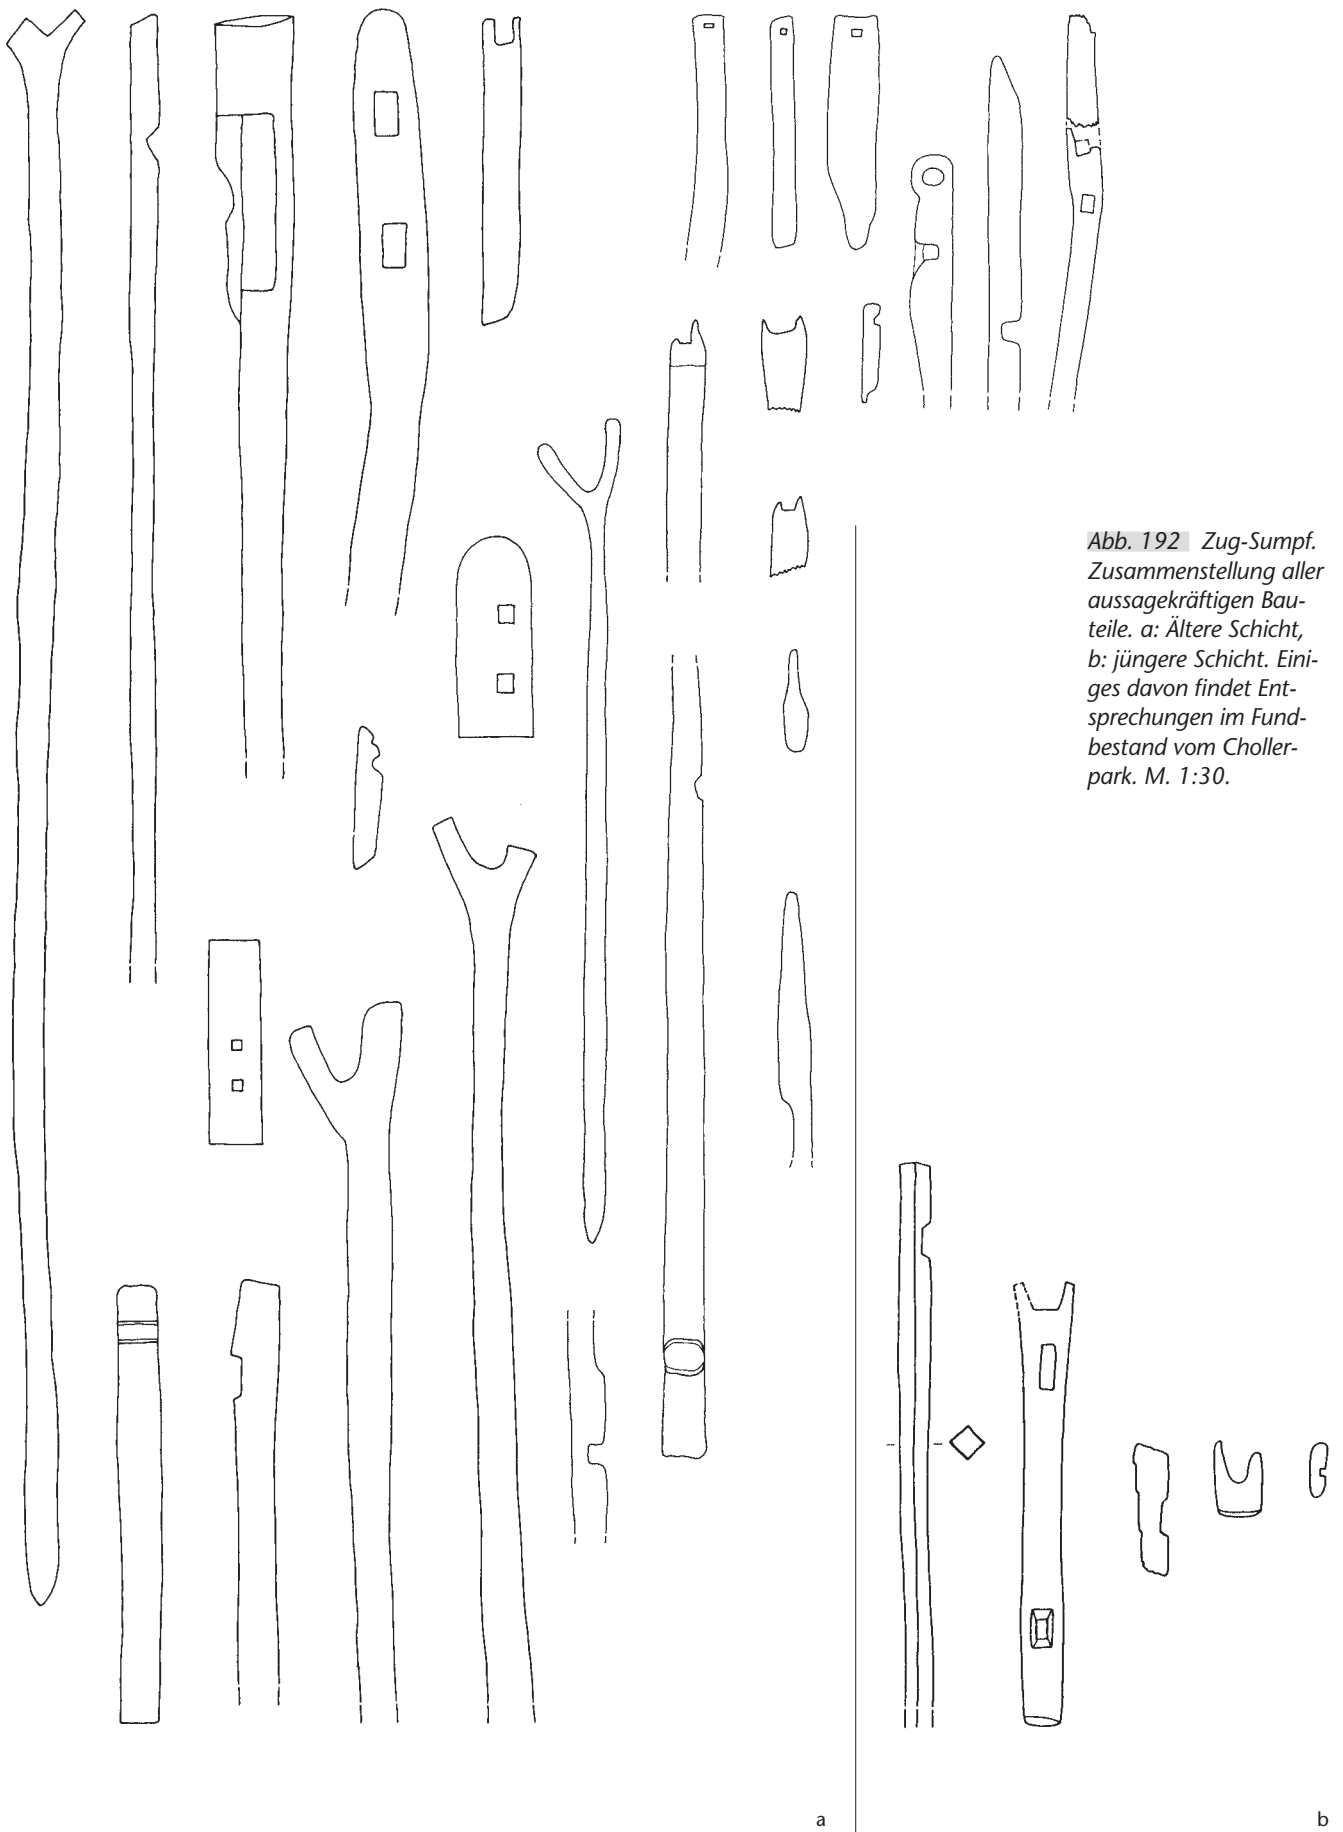 Abb. 192 Zug-Sumpf.
Zusammenstellung aller
aussagekräftigen Bau-
teile. a: Ältere Schicht,
b: jüngere Schicht. Eini-
ges davon findet Ent-
sprechungen im Fund-
bestand vom Choller-
park. M. 1:30.
a
b